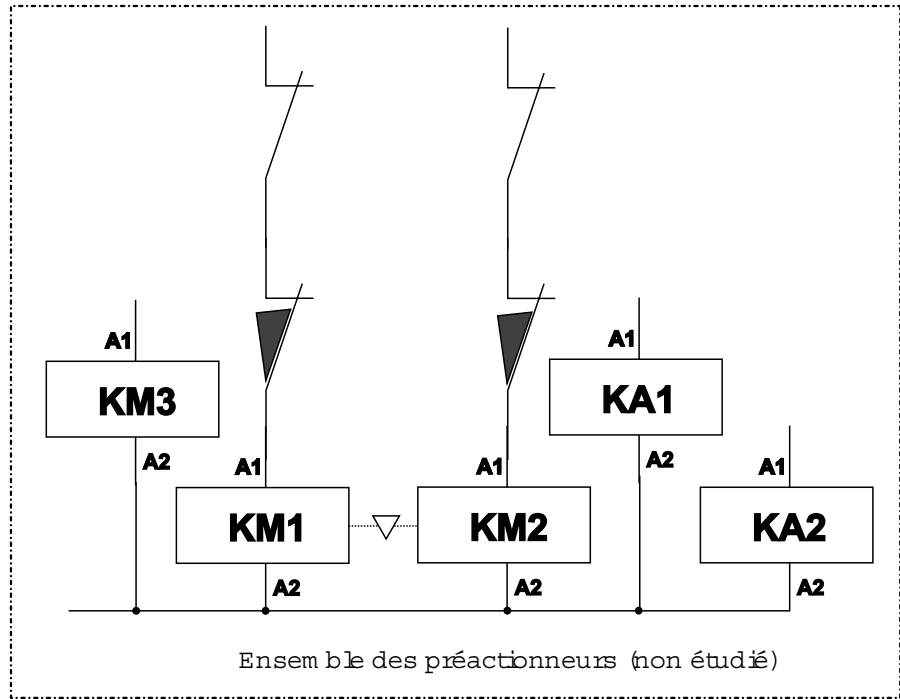 A1
A1
KM3
KA1
A2
A1
A1
A2
A1
KM1
KM2
KA2
A2
A2
A2
Ensemble des préactionneurs (non étudié)